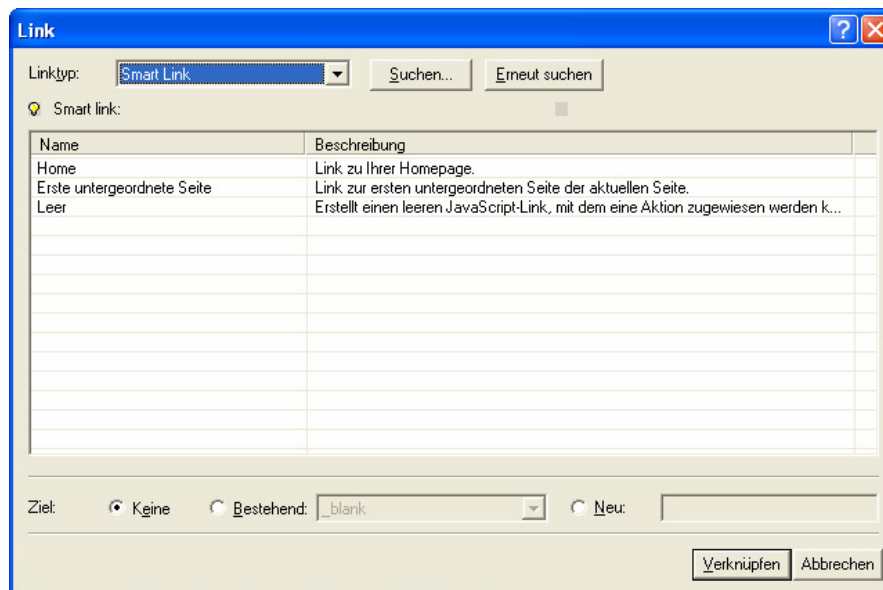 Link
Linktyp: Smart Link Suchen... Erneut suchen
Smart link:
Name Beschreibung
Home Link zu Ihrer Homepage.
Erste untergeordnete Seite Link zur ersten untergeordneten Seite der aktuellen Seite.
Leer Erstellt einen leeren JavaScript-Link, mit dem eine Aktion zugewiesen werden k...
Ziel: Keine Bestehend: _blank Neu:
Verknüpfen Abbrechen